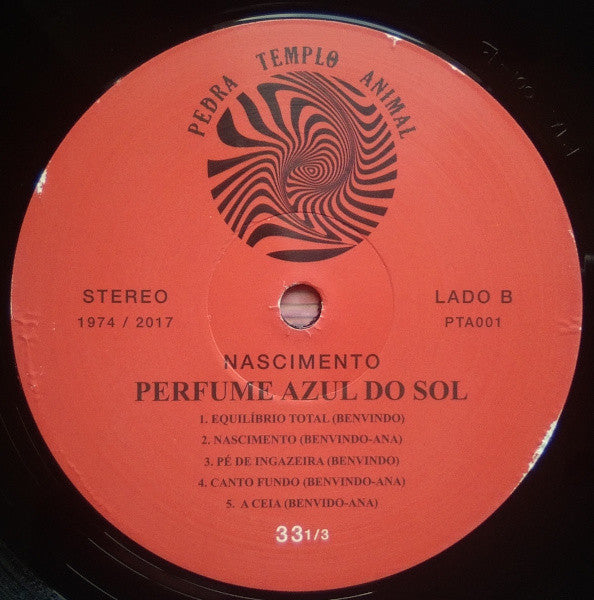 PEDRA TEMPLO ANIMAL
STEREO
1974 / 2017
LADO B
PTA001
NASCIMENTO
PERFUME AZUL DO SOL
1. EQUILÍBRIO TOTAL (BENVINDO)
2. NASCIMENTO (BENVINDO-ANA)
3. PÉ DE INGAZEIRA (BENVINDO)
4. CANTO FUNDO (BENVINDO-ANA)
5. A CEIA (BENVIDO-ANA)
33 1/3